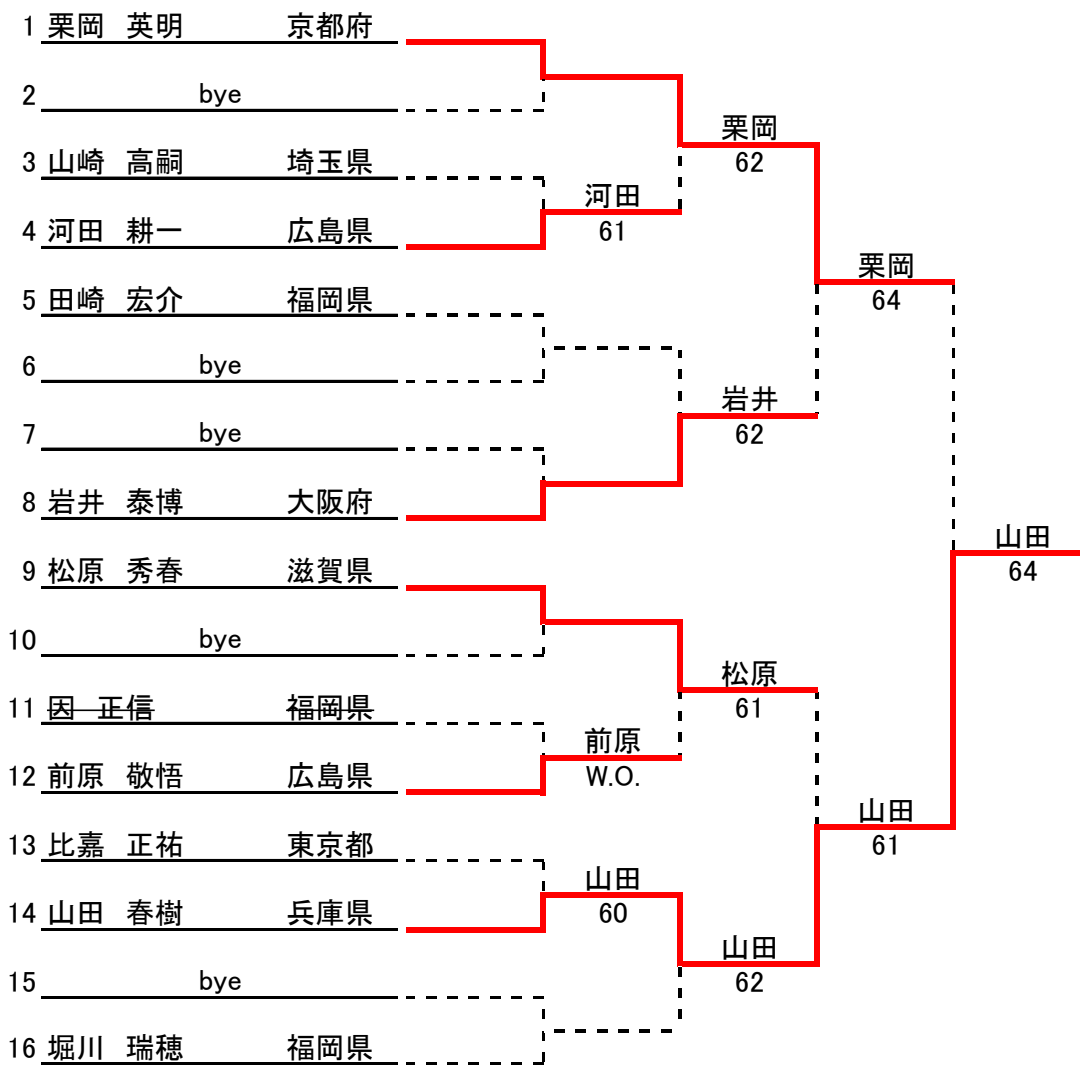 1 栗岡 英明 京都府
2 bye
3 山崎 高嗣 埼玉県
4 河田 耕一 広島県
5 田崎 宏介 福岡県
6 bye
7 bye
8 岩井 泰博 大阪府
9 松原 秀春 滋賀県
10 bye
11 因 正信 福岡県
12 前原 敬悟 広島県
13 比嘉 正祐 東京都
14 山田 春樹 兵庫県
15 bye
16 堀川 瑞穂 福岡県
河田
61
前原
W.O.
山田
60
栗岡
62
岩井
62
松原
61
山田
62
栗岡
64
山田
61
山田
64